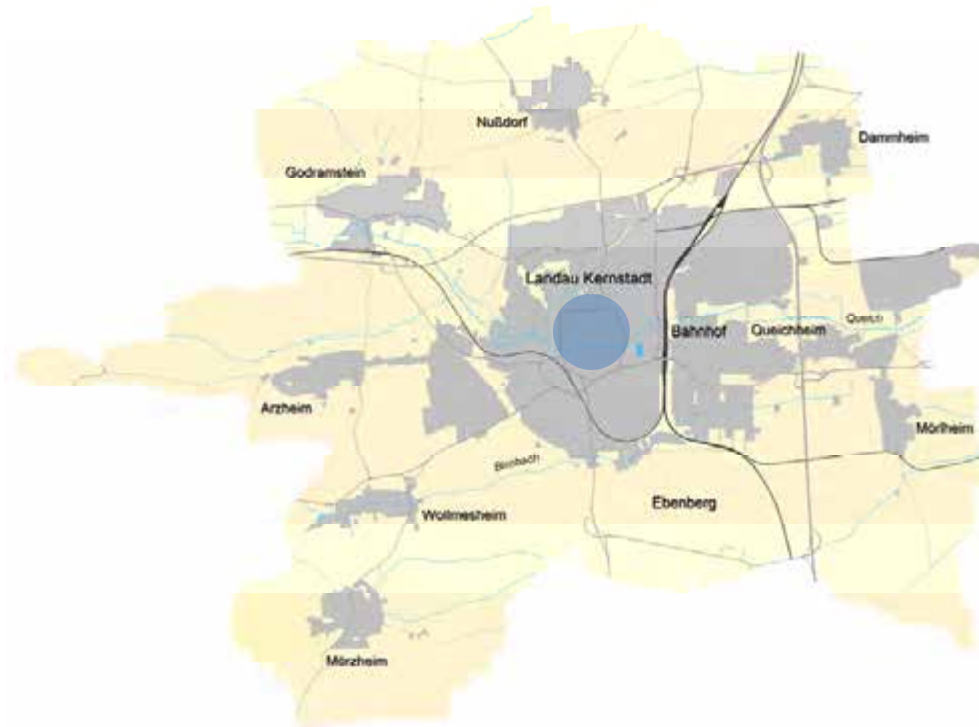 Nußdorf
Dammheim
Godramstein
Landau Kernstadt
Bahnhof
Queichheim
Queich
Arzheim
Mörlheim
Birnbach
Ebenberg
Wollmesheim
Mörzheim